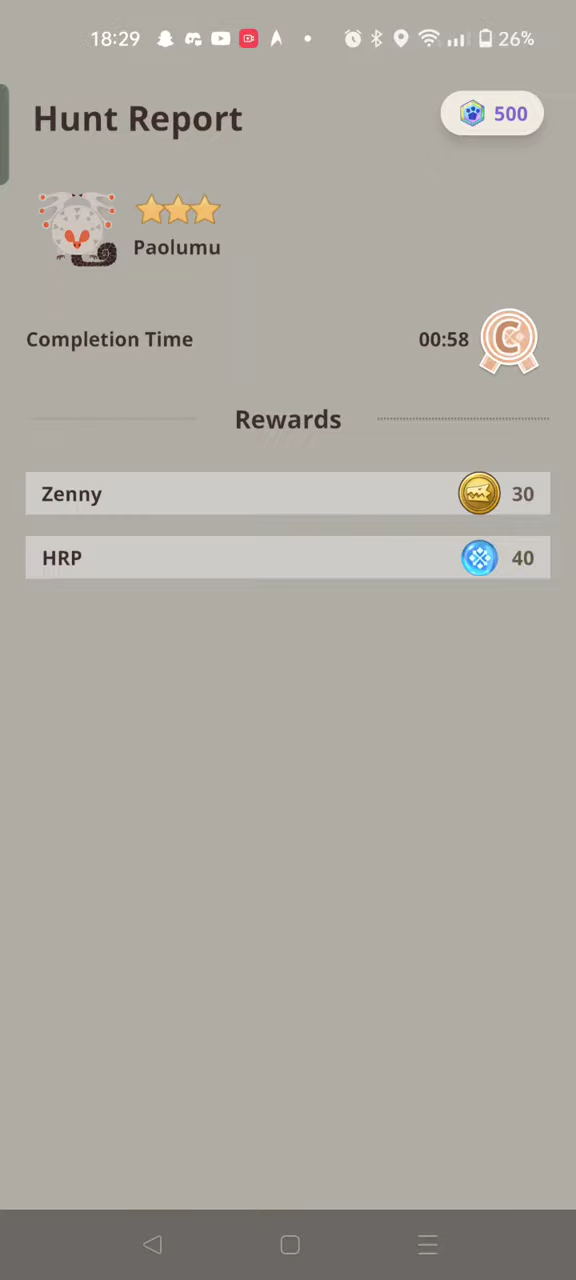 18:29 26%
Hunt Report
500
Paolumu
Completion Time 00:58 C
Rewards
Zenny 30
HRP 40